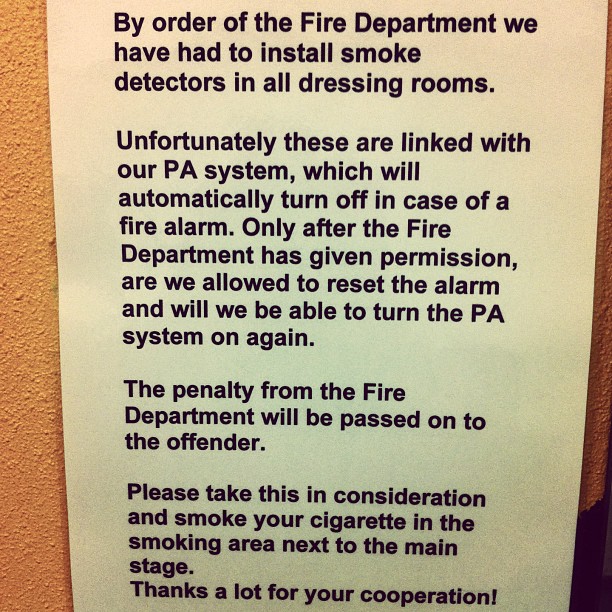 By order of the Fire Department we
have had to install smoke
detectors in all dressing rooms.
Unfortunately these are linked with
our PA system, which will
automatically turn off in case of a
fire alarm. Only after the Fire
Department has given permission,
are we allowed to reset the alarm
and will we be able to turn the PA
system on again.
The penalty from the Fire
Department will be passed on to
the offender.
Please take this in consideration
and smoke your cigarette in the
smoking area next to the main
stage.
Thanks a lot for your cooperation!